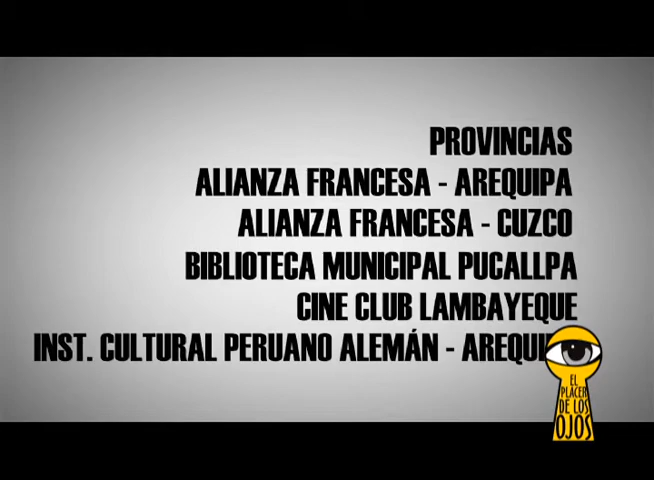 PROVINCIAS
ALIANZA FRANCESA - AREQUIPA
ALIANZA FRANCESA - CUZCO
BIBLIOTECA MUNICIPAL PUCALLPA
CINE CLUB LAMBAYEQUE
INST. CULTURAL PERUANO ALEMÁN -
EL
PLACER
DE LOS
OJOS